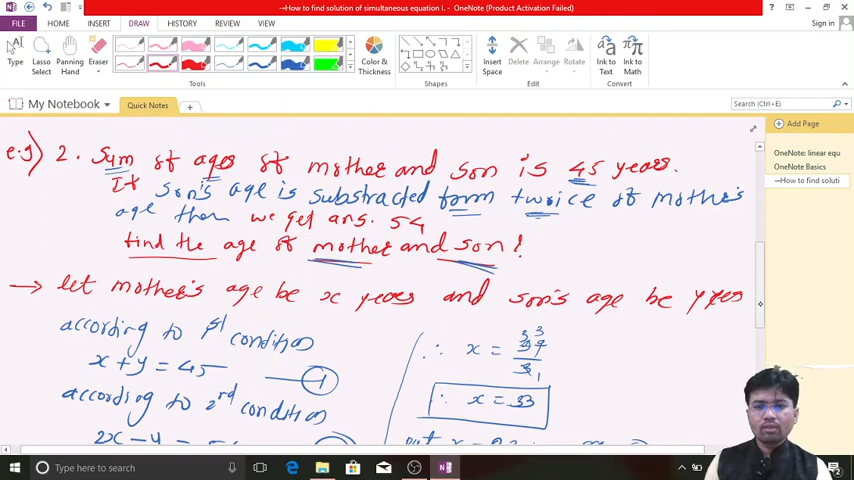 →How to find solution of simultaneous equation I. - OneNote (Product Activation Failed)
FILE HOME INSERT DRAW HISTORY REVIEW VIEW
Sign in
Type
Lasso Select
Panning Hand
Eraser
Color & Thickness
Insert Space
Delete
Arrange
Rotate
Ink to Text
Ink to Math
Tools
Shapes
Edit
Convert
My Notebook
Quick Notes
Search (Ctrl+E)
Add Page
OneNote: linear equ
OneNote Basics
→How to find soluti
e.g) 2. Sum of ages of mother and son is 45 years.
If son's age is substracted form twice of mother's
age then we get ans. 54
find the age of mother and son!
→ let mother's age be x years and son's age be y years
according to 1st condition
x + y = 45 — 1
according to 2nd condition
2x - y =
∴ x =
∴ x = 33
put x =
Type here to search
ENG